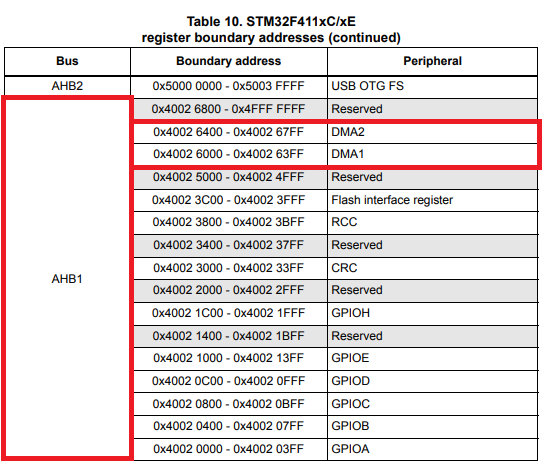 Table 10. STM32F411xC/xE
register boundary addresses (continued)
Bus Boundary address Peripheral
AHB2 0x5000 0000 - 0x5003 FFFF USB OTG FS
0x4002 6800 - 0x4FFF FFFF Reserved
0x4002 6400 - 0x4002 67FF DMA2
0x4002 6000 - 0x4002 63FF DMA1
0x4002 5000 - 0x4002 4FFF Reserved
0x4002 3C00 - 0x4002 3FFF Flash interface register
0x4002 3800 - 0x4002 3BFF RCC
0x4002 3400 - 0x4002 37FF Reserved
AHB1 0x4002 3000 - 0x4002 33FF CRC
0x4002 2000 - 0x4002 2FFF Reserved
0x4002 1C00 - 0x4002 1FFF GPIOH
0x4002 1400 - 0x4002 1BFF Reserved
0x4002 1000 - 0x4002 13FF GPIOE
0x4002 0C00 - 0x4002 0FFF GPIOD
0x4002 0800 - 0x4002 0BFF GPIOC
0x4002 0400 - 0x4002 07FF GPIOB
0x4002 0000 - 0x4002 03FF GPIOA